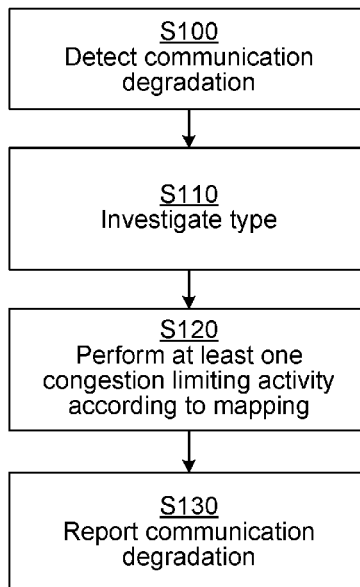 S100
Detect communication
degradation
S110
Investigate type
S120
Perform at least one
congestion limiting activity
according to mapping
S130
Report communication
degradation